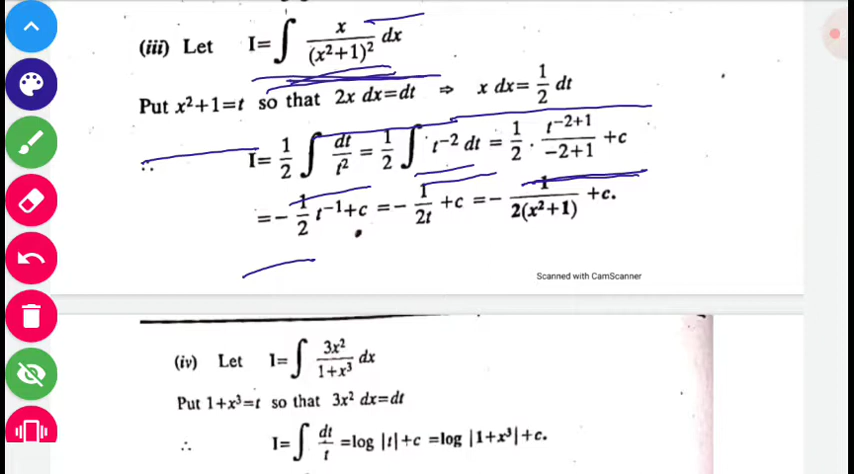 (iii) Let I=∫ x/(x²+1)² dx
Put x²+1=t so that 2x dx=dt ⇒ x dx= 1/2 dt
∴ I= 1/2 ∫ dt/t² = 1/2 ∫ t⁻² dt = 1/2 · t⁻²⁺¹/−2+1 +c
=− 1/2 t⁻¹+c =− 1/2t +c =− 1/2(x²+1) +c.
Scanned with CamScanner
(iv) Let I=∫ 3x²/1+x³ dx
Put 1+x³=t so that 3x² dx=dt
∴ I=∫ dt/t =log |t|+c =log |1+x³|+c.